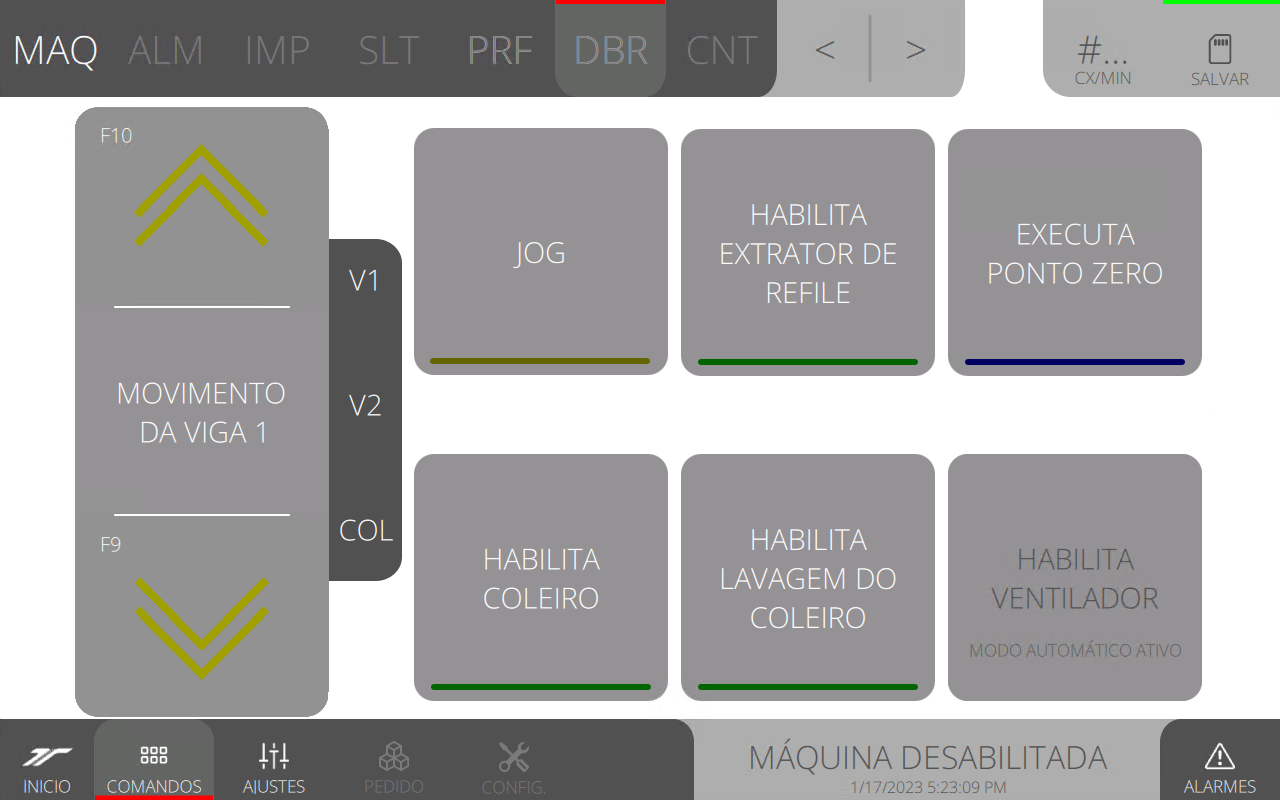 MAQ ALM IMP SLT PRF DBR CNT < > #...
CX/MIN SALVAR
F10
JOG
HABILITA
EXTRATOR DE
REFILE
EXECUTA
PONTO ZERO
MOVIMENTO
DA VIGA 1
F9
V1
V2
COL
HABILITA
COLEIRO
HABILITA
LAVAGEM DO
COLEIRO
HABILITA
VENTILADOR
MODO AUTOMÁTICO ATIVO
INICIO COMANDOS AJUSTES PEDIDO CONFIG.
MÁQUINA DESABILITADA
1/17/2023 5:23:09 PM
ALARMES